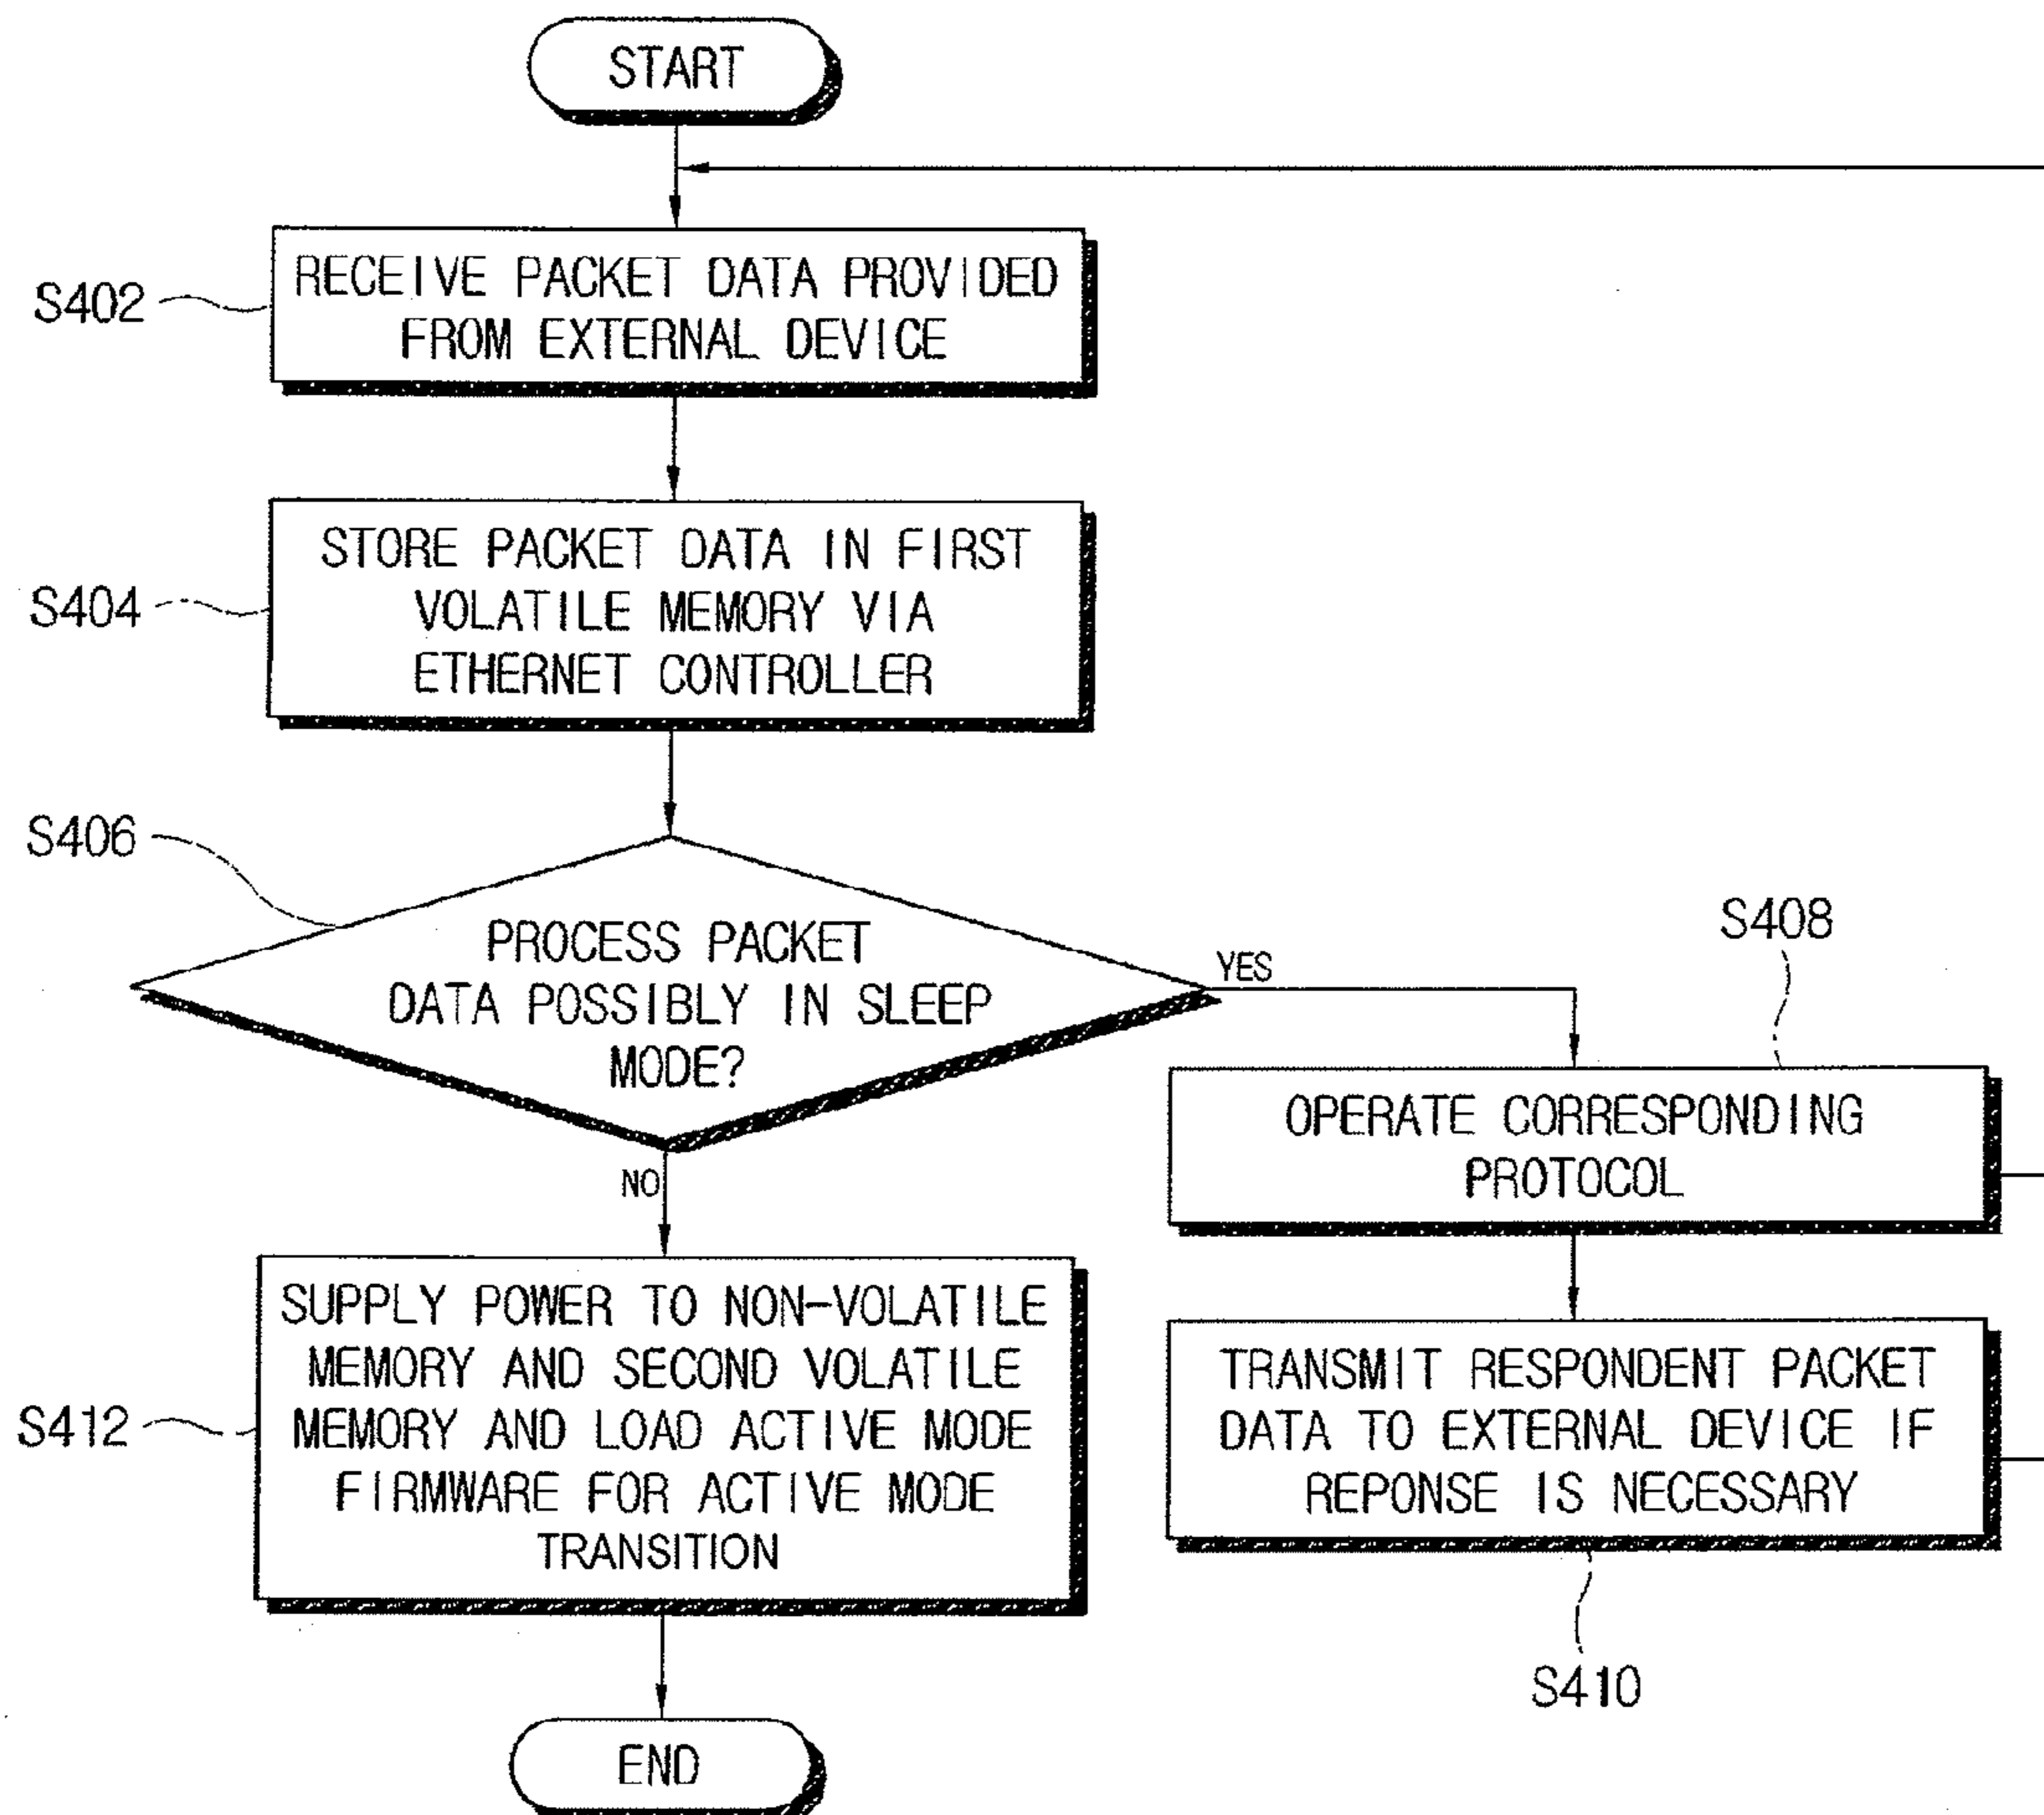 START
S402
RECEIVE PACKET DATA PROVIDED
FROM EXTERNAL DEVICE
S404
STORE PACKET DATA IN FIRST
VOLATILE MEMORY VIA
ETHERNET CONTROLLER
S406
PROCESS PACKET
DATA POSSIBLY IN SLEEP
MODE?
YES
NO
S408
OPERATE CORRESPONDING
PROTOCOL
TRANSMIT RESPONDENT PACKET
DATA TO EXTERNAL DEVICE IF
REPONSE IS NECESSARY
S410
S412
SUPPLY POWER TO NON-VOLATILE
MEMORY AND SECOND VOLATILE
MEMORY AND LOAD ACTIVE MODE
FIRMWARE FOR ACTIVE MODE
TRANSITION
END